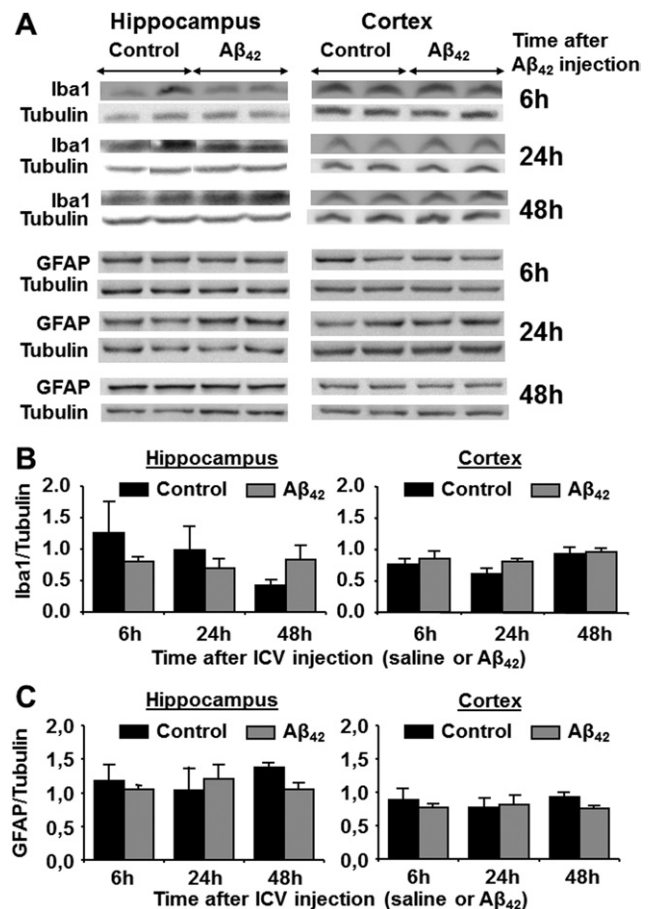 A
Hippocampus Cortex
Control Aβ42 Control Aβ42
Time after
Aβ42 injection
Iba1
Tubulin
6h
Iba1
Tubulin
24h
Iba1
Tubulin
48h
GFAP
Tubulin
6h
GFAP
Tubulin
24h
GFAP
Tubulin
48h
B
Hippocampus Cortex
Control Aβ42 Control Aβ42
Iba1/Tubulin
2.0 2.0
1.5 1.5
1.0 1.0
0.5 0.5
0.0 0.0
6h 24h 48h 6h 24h 48h
Time after ICV injection (saline or Aβ42)
C
Hippocampus Cortex
Control Aβ42 Control Aβ42
GFAP/Tubulin
2,0 2,0
1,5 1,5
1,0 1,0
0,5 0,5
0,0 0,0
6h 24h 48h 6h 24h 48h
Time after ICV injection (saline or Aβ42)